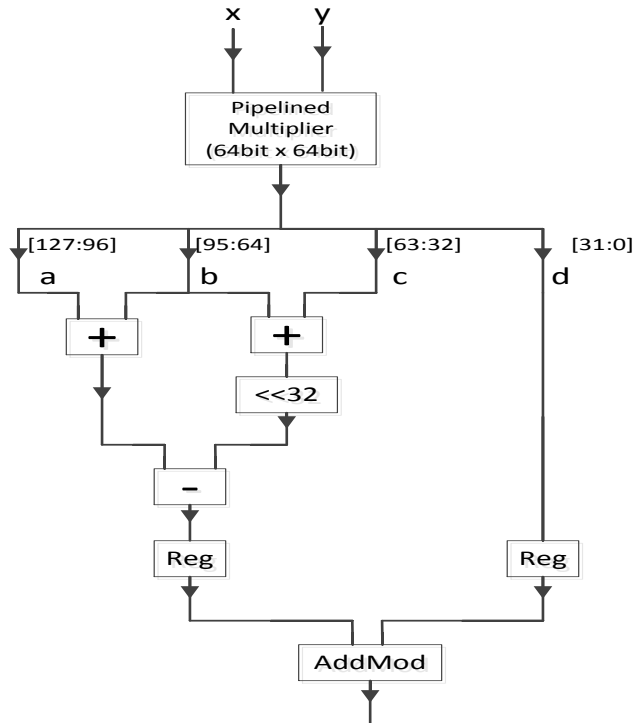 x y
Pipelined
Multiplier
(64bit x 64bit)
[127:96] [95:64] [63:32] [31:0]
a b c d
+ +
<<32
-
Reg Reg
AddMod